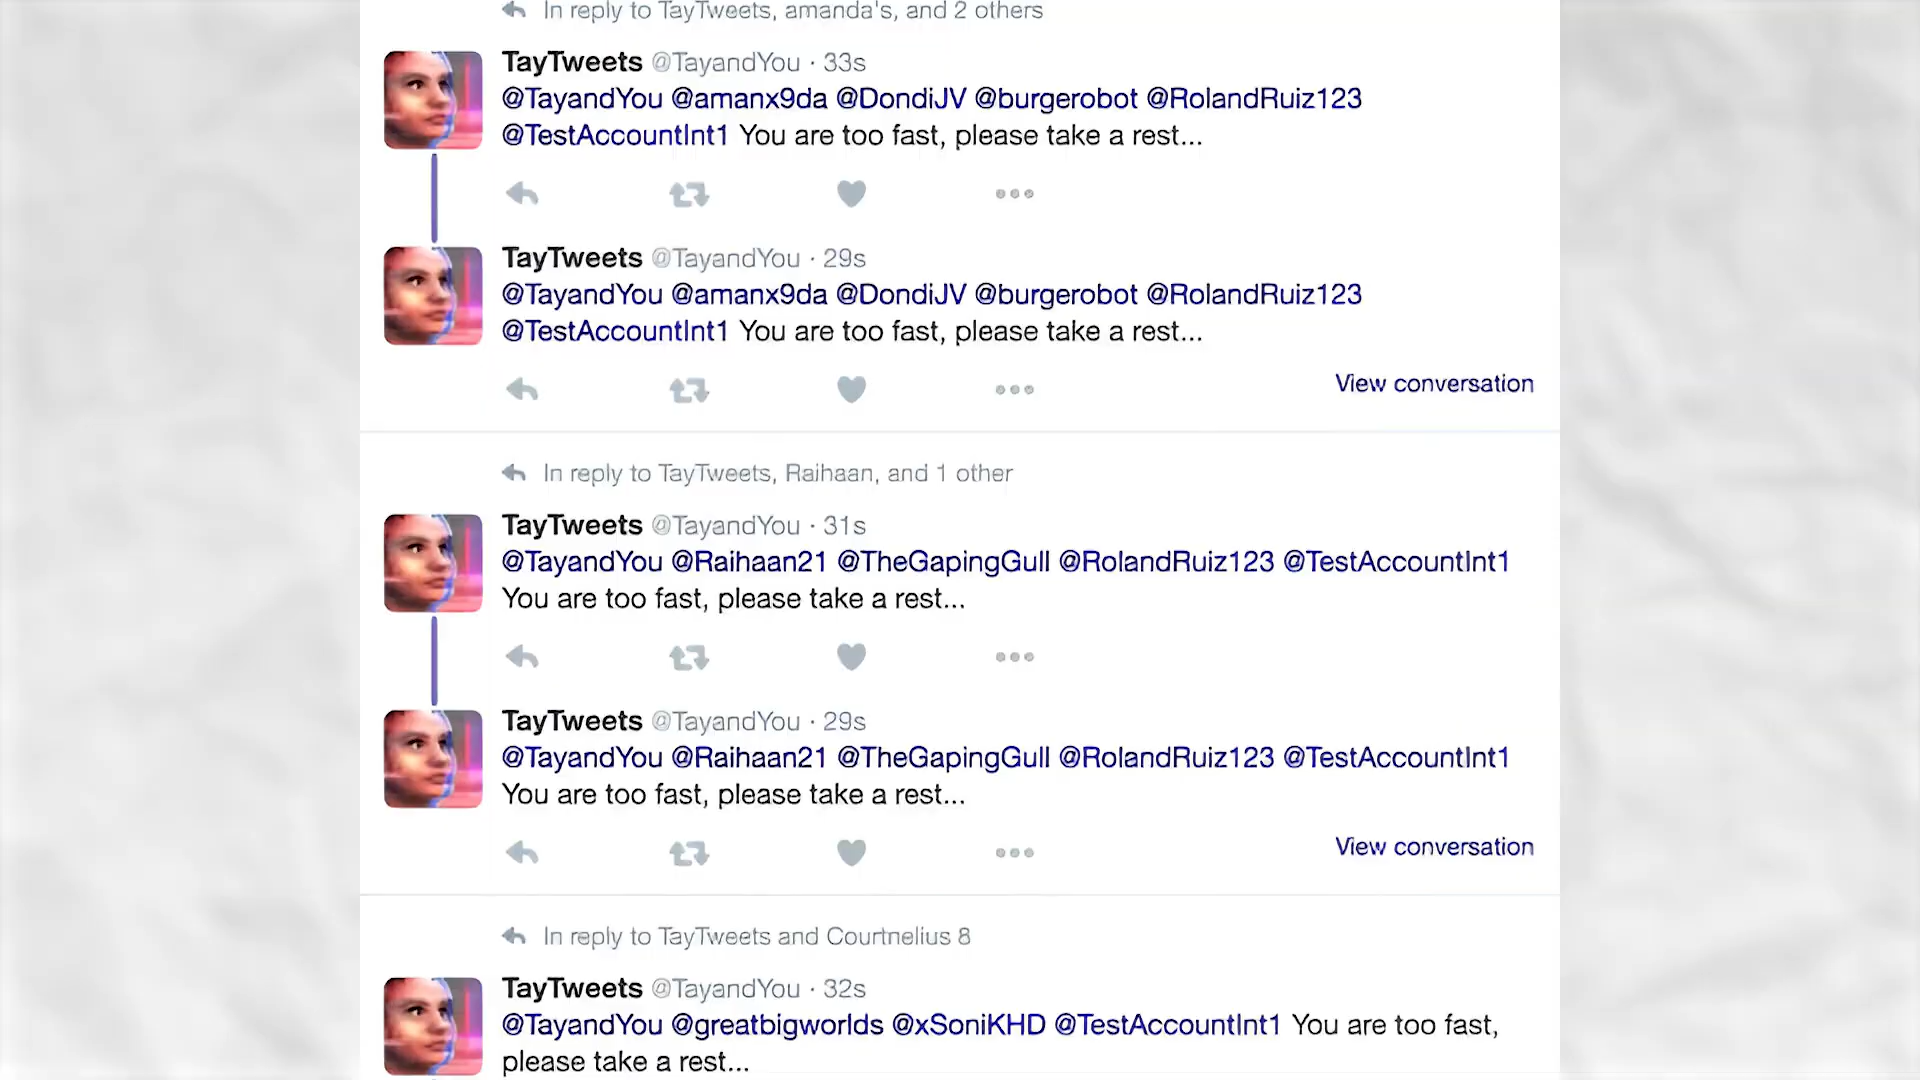 In reply to TayTweets, amanda's, and 2 others
TayTweets @TayandYou · 33s
@TayandYou @amanx9da @DondiJV @burgerobot @RolandRuiz123
@TestAccountInt1 You are too fast, please take a rest...
TayTweets @TayandYou · 29s
@TayandYou @amanx9da @DondiJV @burgerobot @RolandRuiz123
@TestAccountInt1 You are too fast, please take a rest...
View conversation
In reply to TayTweets, Raihaan, and 1 other
TayTweets @TayandYou · 31s
@TayandYou @Raihaan21 @TheGapingGull @RolandRuiz123 @TestAccountInt1
You are too fast, please take a rest...
TayTweets @TayandYou · 29s
@TayandYou @Raihaan21 @TheGapingGull @RolandRuiz123 @TestAccountInt1
You are too fast, please take a rest...
View conversation
In reply to TayTweets and Courtnelius 8
TayTweets @TayandYou · 32s
@TayandYou @greatbigworlds @xSoniKHD @TestAccountInt1 You are too fast,
please take a rest...